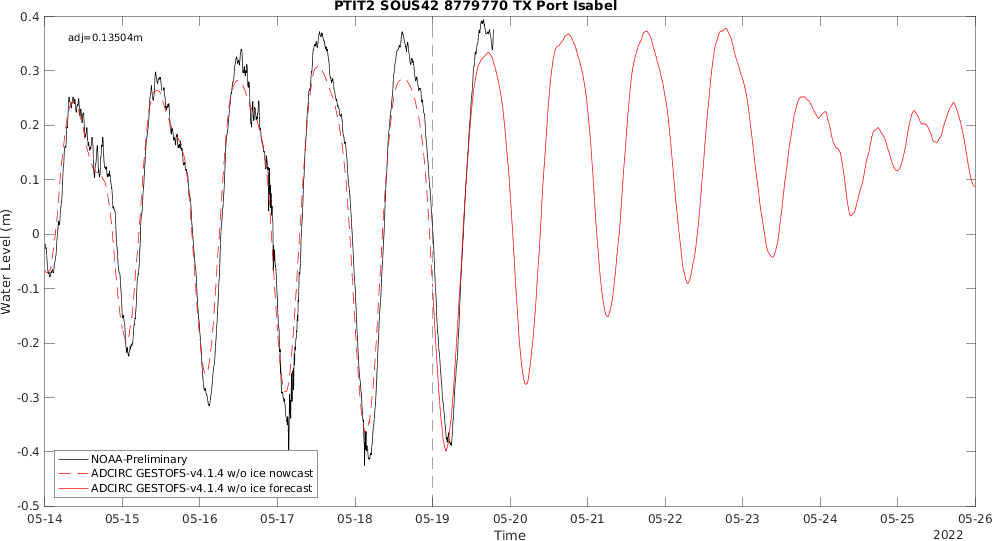 PTIT2 SOUS42 8779770 TX Port Isabel
adj=0.13504m
0.4
0.3
0.2
0.1
0
-0.1
-0.2
-0.3
-0.4
-0.5
Water Level (m)
NOAA-Preliminary
ADCIRC GESTOFS-v4.1.4 w/o ice nowcast
ADCIRC GESTOFS-v4.1.4 w/o ice forecast
05-14 05-15 05-16 05-17 05-18 05-19 05-20 05-21 05-22 05-23 05-24 05-25 05-26
Time
2022